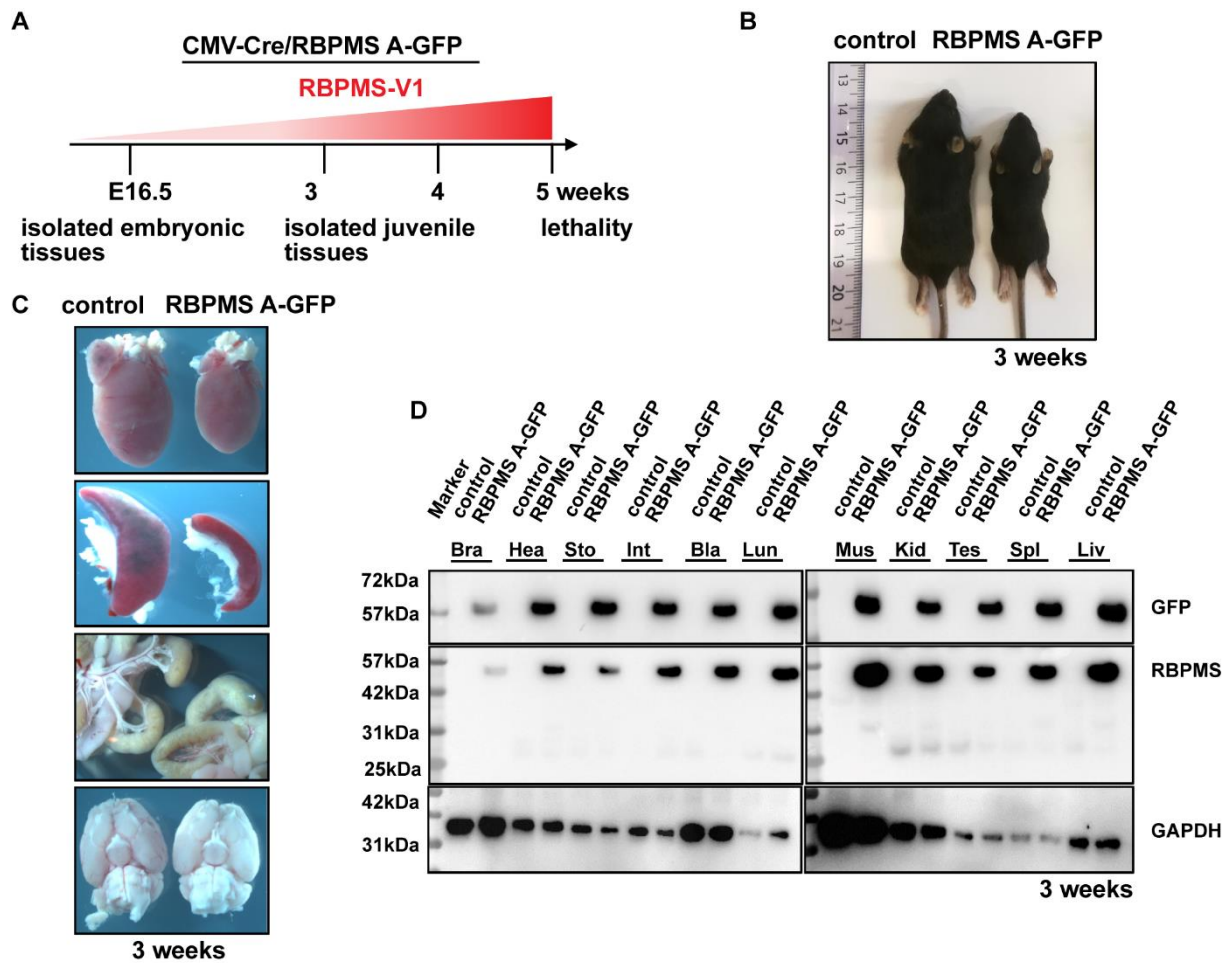 A
CMV-Cre/RBPMS A-GFP
RBPMS-V1
E16.5
3
4
5 weeks
isolated embryonic
tissues
isolated juvenile
tissues
lethality
B
control RBPMS A-GFP
13
14
15
16
17
18
19
20
21
3 weeks
C
control RBPMS A-GFP
3 weeks
D
Marker
control
RBPMS A-GFP
control
RBPMS A-GFP
control
RBPMS A-GFP
control
RBPMS A-GFP
control
RBPMS A-GFP
control
RBPMS A-GFP
control
RBPMS A-GFP
control
RBPMS A-GFP
control
RBPMS A-GFP
control
RBPMS A-GFP
control
RBPMS A-GFP
Bra Hea Sto Int Bla Lun Mus Kid Tes Spl Liv
72kDa
57kDa
GFP
57kDa
42kDa
31kDa
25kDa
RBPMS
42kDa
31kDa
GAPDH
3 weeks